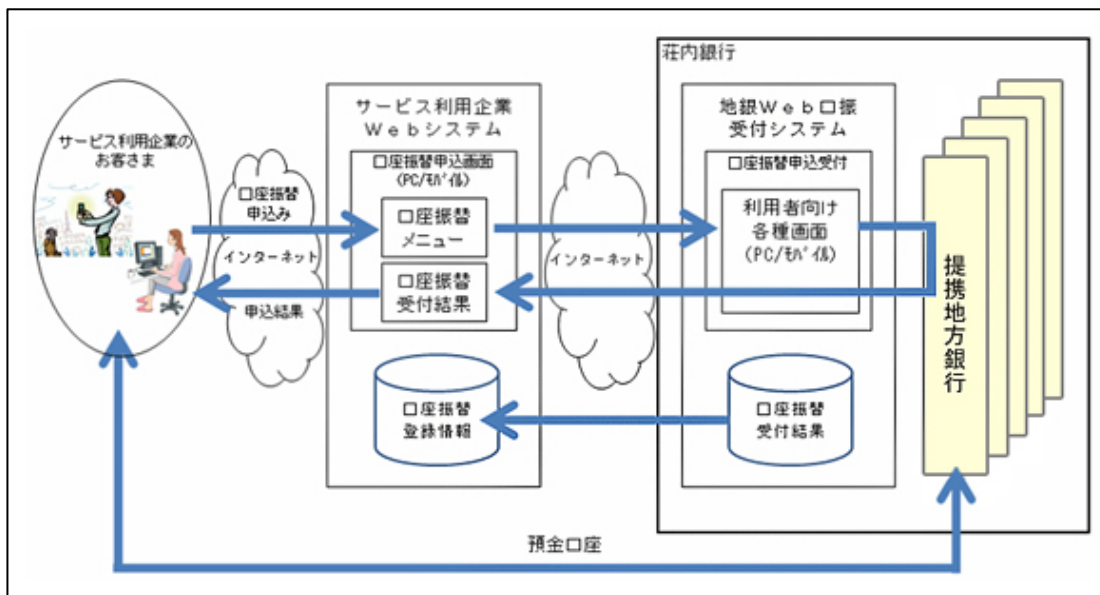 荘内銀行
サービス利用企業の
お客さま
口座振替
申込み
インターネット
申込結果
サービス利用企業
Ｗｅｂシステム
口座振替申込画面
(PC/ﾓﾊﾞｲﾙ)
口座振替
メニュー
口座振替
受付結果
口座振替
登録情報
インターネット
地銀Ｗｅｂ口振
受付システム
口座振替申込受付
利用者向け
各種画面
(PC/ﾓﾊﾞｲﾙ)
口座振替
受付結果
提携地方銀行
預金口座